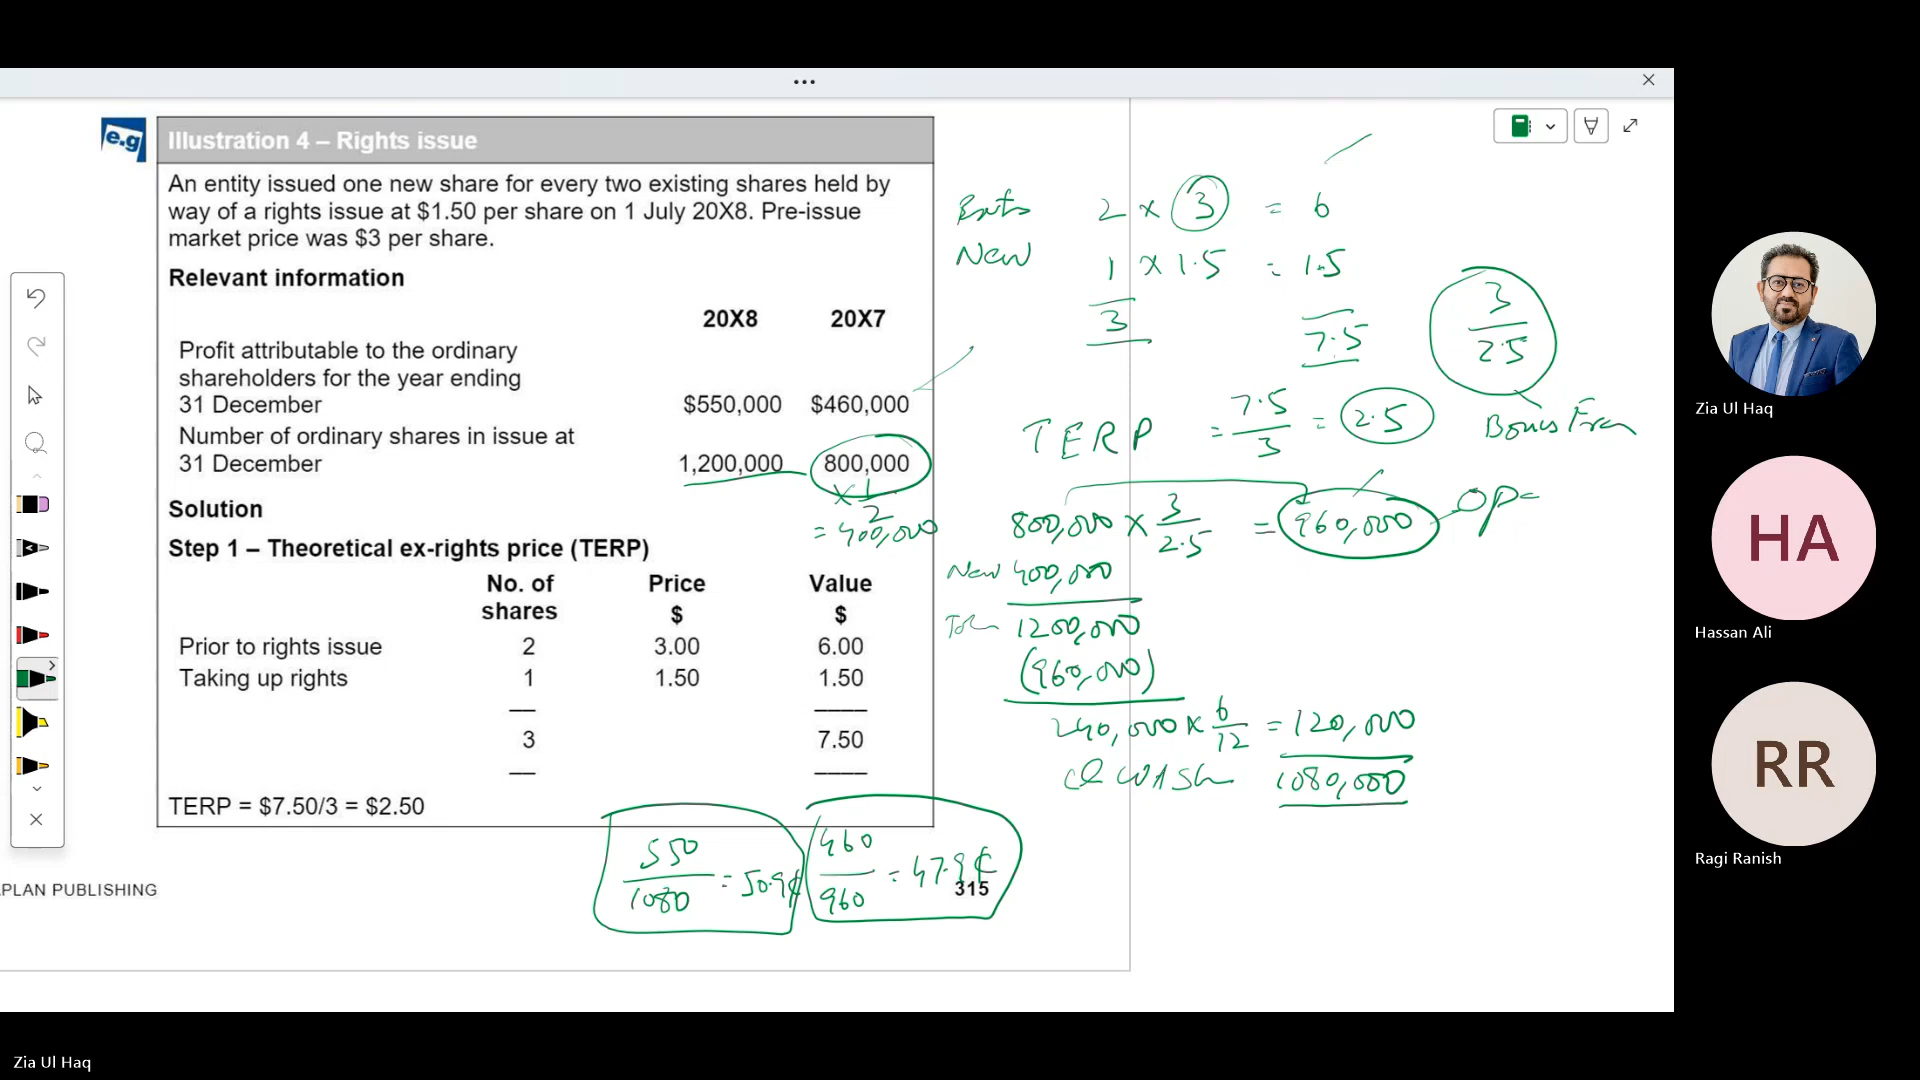 e.g
Illustration 4 – Rights issue
An entity issued one new share for every two existing shares held by
way of a rights issue at $1.50 per share on 1 July 20X8. Pre-issue
market price was $3 per share.
Relevant information
20X8 20X7
Profit attributable to the ordinary
shareholders for the year ending
31 December $550,000 $460,000
Number of ordinary shares in issue at
31 December 1,200,000 800,000
x 1/2
= 400,000
Solution
Step 1 – Theoretical ex-rights price (TERP)
No. of Price Value
shares $ $
Prior to rights issue 2 3.00 6.00
Taking up rights 1 1.50 1.50
3 7.50
TERP = $7.50/3 = $2.50
550/1080 = 50.9¢
460/960 = 47.9¢
PLAN PUBLISHING
315
2 x 3 = 6
New 1 x 1.5 = 1.5
3 7.5
3/2.5
TERP = 7.5/3 = 2.5
Bonus
800,000 x 3/2.5 = 960,000
New 400,000
1200,000
(960,000)
240,000 x 6/12 = 120,000
1080,000
Zia Ul Haq
HA
Hassan Ali
RR
Ragi Ranish
Zia Ul Haq